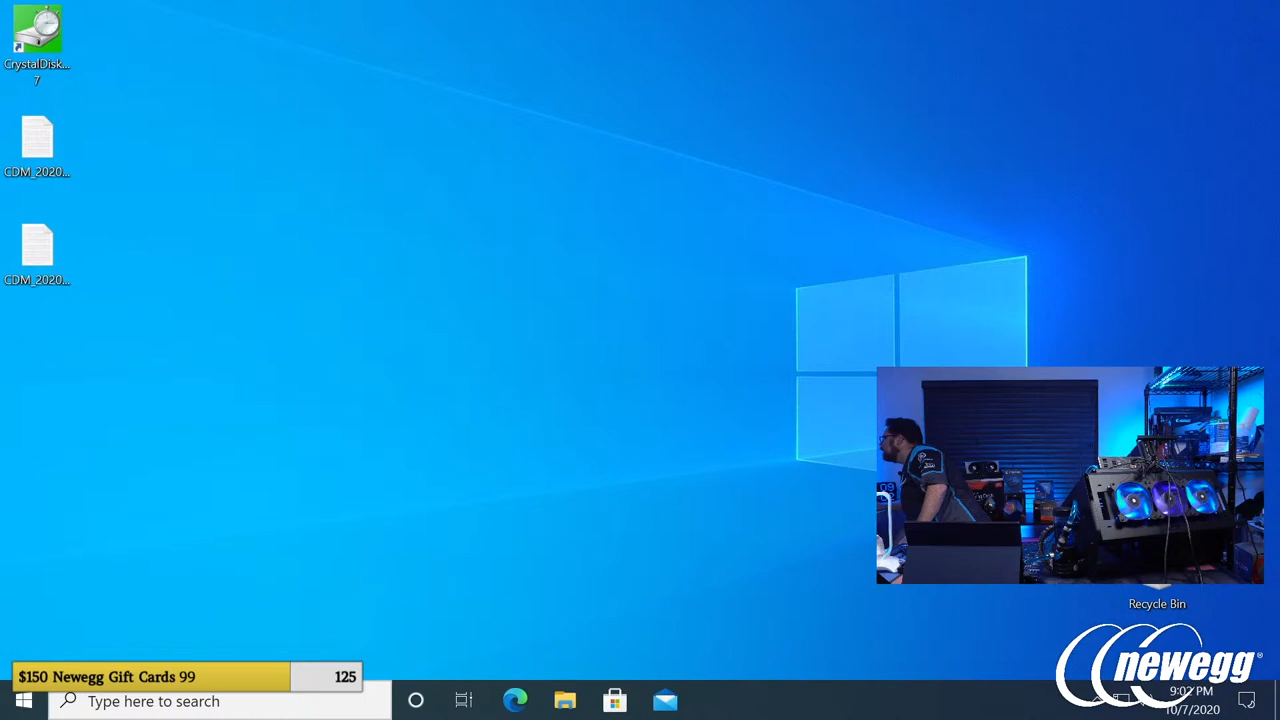 CrystalDisk...
7
CDM_2020...
CDM_2020...
09
Recycle Bin
newegg®
$150 Newegg Gift Cards 99
125
Type here to search
9:02 PM
10/7/2020